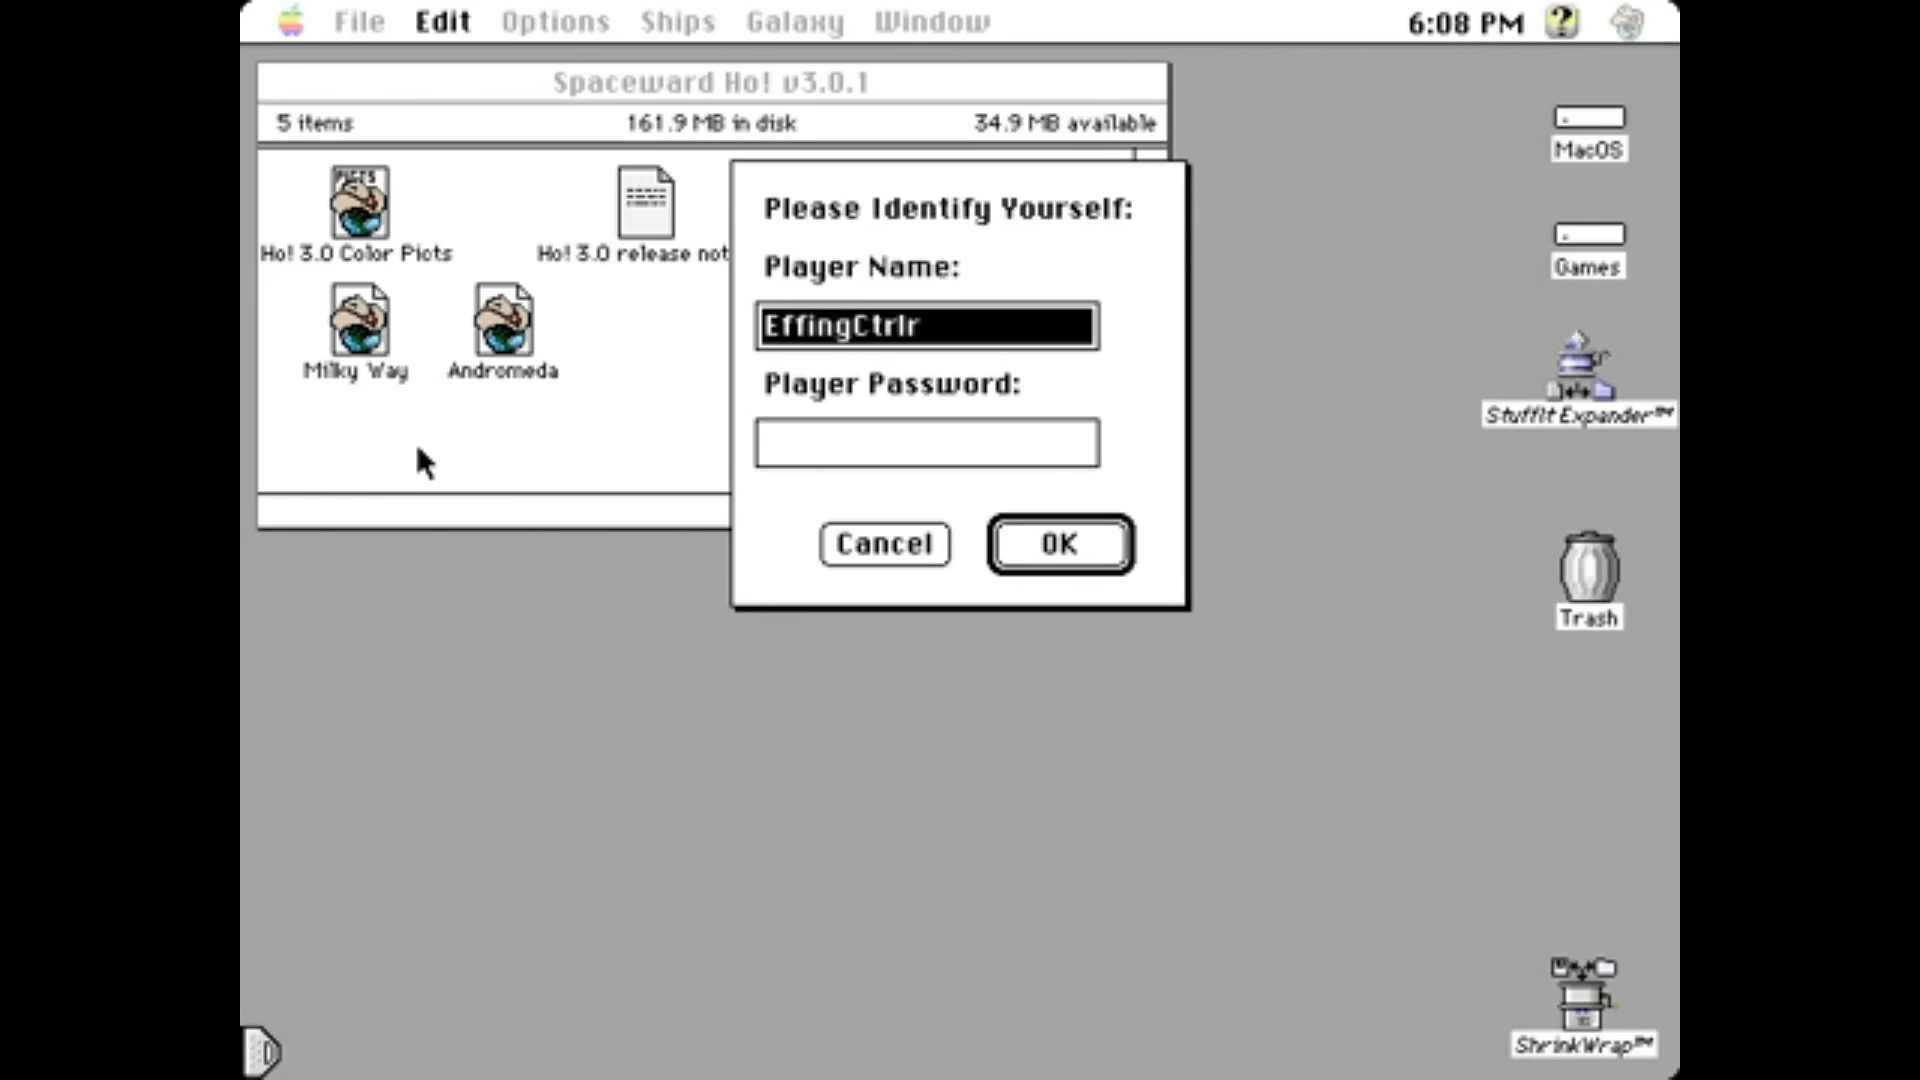 File Edit Options Ships Galaxy Window 6:08 PM
Spaceward Ho! v3.0.1
5 items 161.9 MB in disk 34.9 MB available
PICTS
Ho! 3.0 Color Picts
Ho! 3.0 release not
Milky Way
Andromeda
Please Identify Yourself:
Player Name:
EffingCtrlr
Player Password:
Cancel
OK
MacOS
Games
StuffIt Expander™
Trash
ShrinkWrap™